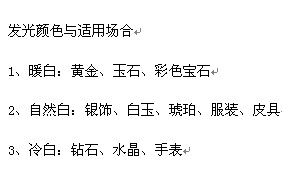 发光颜色与适用场合
1、暖白：黄金、玉石、彩色宝石
2、自然白：银饰、白玉、琥珀、服装、皮具
3、冷白：钻石、水晶、手表